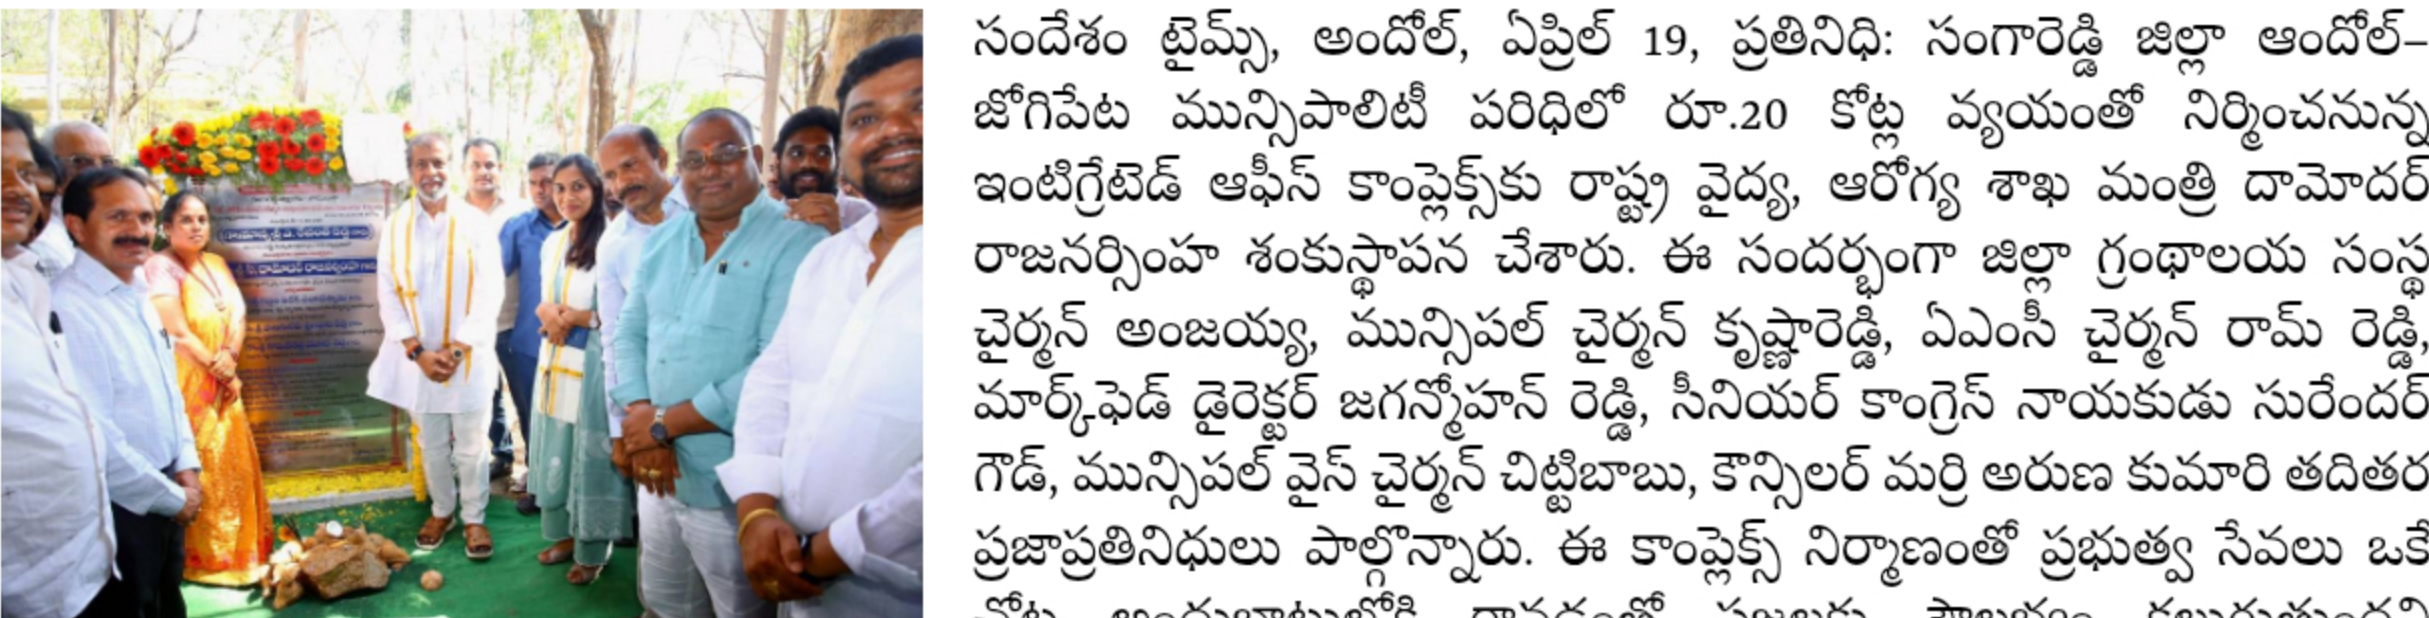 సందేశం టైమ్స్, అందోల్, ఏప్రిల్ 19, ప్రతినిధి: సంగారెడ్డి జిల్లా ఆందోల్–
జోగిపేట మున్సిపాలిటీ పరిధిలో రూ.20 కోట్ల వ్యయంతో నిర్మించనున్న
ఇంటిగ్రేటెడ్ ఆఫీస్ కాంప్లెక్స్‌కు రాష్ట్ర వైద్య, ఆరోగ్య శాఖ మంత్రి దామోదర్
రాజనర్సింహ శంకుస్థాపన చేశారు. ఈ సందర్భంగా జిల్లా గ్రంథాలయ సంస్థ
చైర్మన్ అంజయ్య, మున్సిపల్ చైర్మన్ కృష్ణారెడ్డి, ఏఎంసీ చైర్మన్ రామ్ రెడ్డి,
మార్క్‌ఫెడ్ డైరెక్టర్ జగన్మోహన్ రెడ్డి, సీనియర్ కాంగ్రెస్ నాయకుడు సురేందర్
గౌడ్, మున్సిపల్ వైస్ చైర్మన్ చిట్టిబాబు, కౌన్సిలర్ మర్రి అరుణ కుమారి తదితర
ప్రజాప్రతినిధులు పాల్గొన్నారు. ఈ కాంప్లెక్స్ నిర్మాణంతో ప్రభుత్వ సేవలు ఒకే